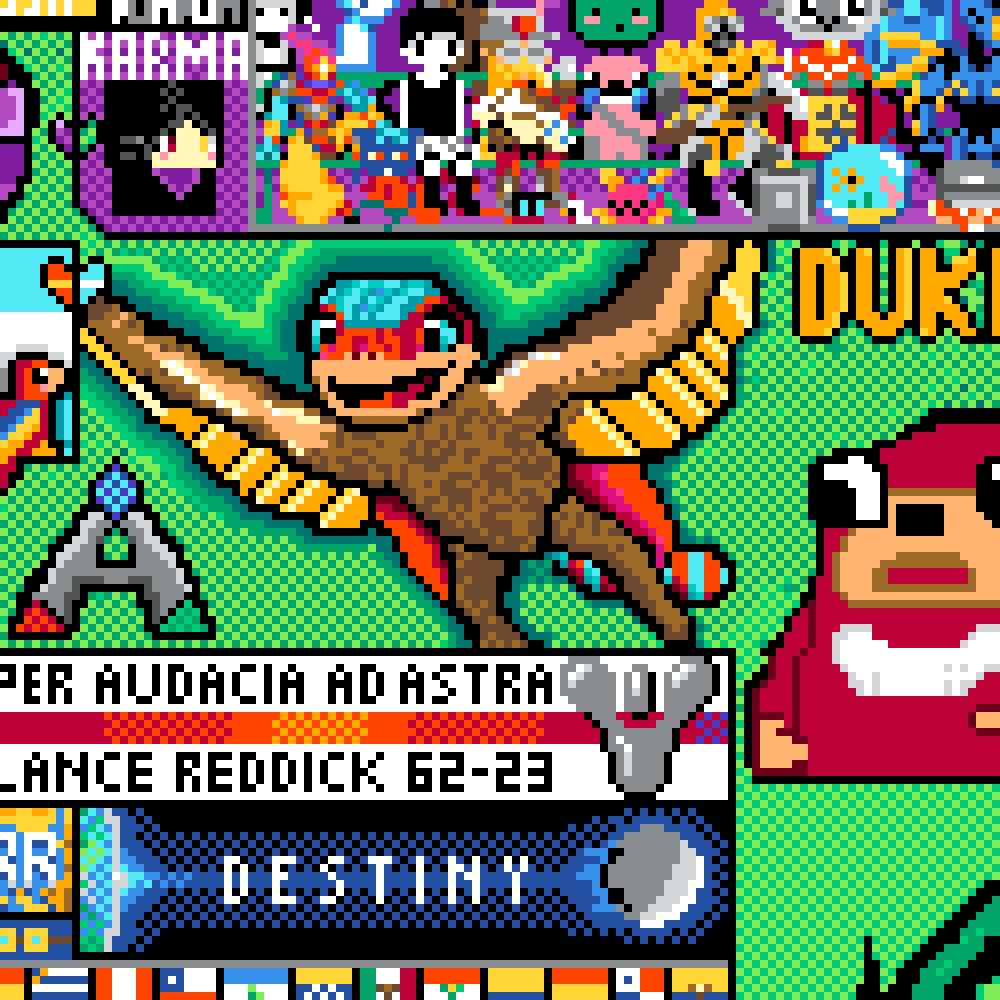 KARMA
DUK
A
PER AUDACIA AD ASTRA
LANCE REDDICK 62-23
DESTINY